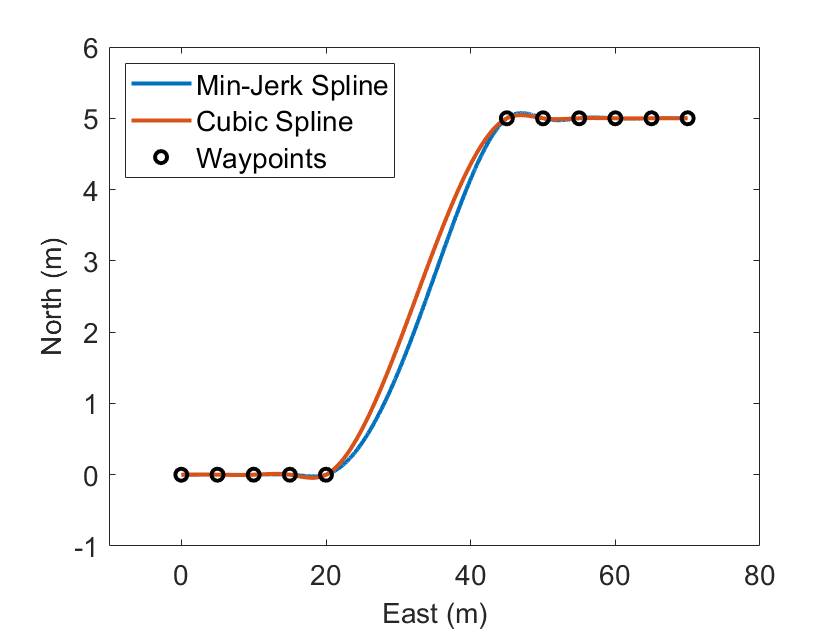 6
Min-Jerk Spline
Cubic Spline
Waypoints
5
4
3
2
1
0
-1
North (m)
0 20 40 60 80
East (m)